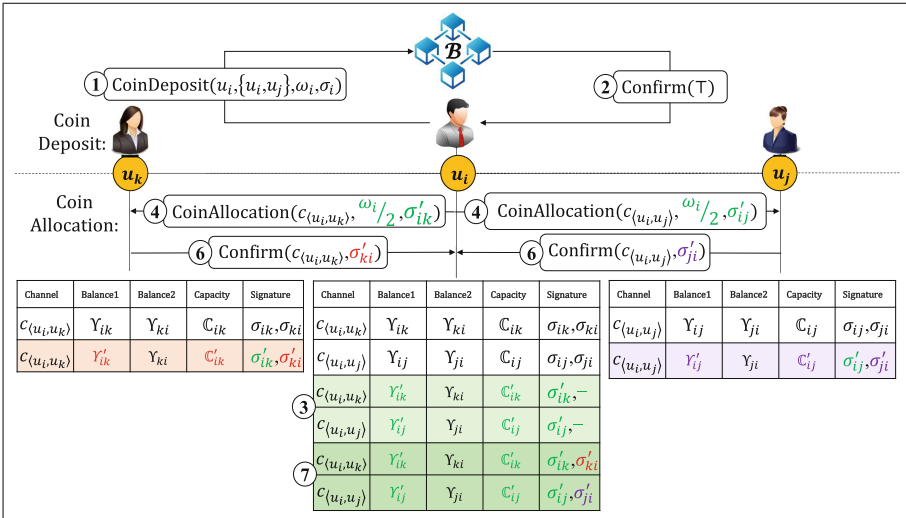 ℬ
① CoinDeposit(u_i,{u_i,u_j},ω_i,σ_i)
② Confirm(⊤)
Coin
Deposit:
u_k
u_i
u_j
Coin
Allocation:
④ CoinAllocation(c_⟨u_i,u_k⟩, ω_i/2, σ′_ik)
④ CoinAllocation(c_⟨u_i,u_j⟩, ω_i/2, σ′_ij)
⑥ Confirm(c_⟨u_i,u_k⟩,σ′_ki)
⑥ Confirm(c_⟨u_i,u_j⟩,σ′_ji)
Channel Balance1 Balance2 Capacity Signature
c_⟨u_i,u_k⟩ ϒ_ik ϒ_ki ℂ_ik σ_ik,σ_ki
c_⟨u_i,u_k⟩ ϒ′_ik ϒ_ki ℂ′_ik σ′_ik,σ′_ki
Channel Balance1 Balance2 Capacity Signature
c_⟨u_i,u_k⟩ ϒ_ik ϒ_ki ℂ_ik σ_ik,σ_ki
c_⟨u_i,u_j⟩ ϒ_ij ϒ_ji ℂ_ij σ_ij,σ_ji
③
c_⟨u_i,u_k⟩ ϒ′_ik ϒ_ki ℂ′_ik σ′_ik,−
c_⟨u_i,u_j⟩ ϒ′_ij ϒ_ji ℂ′_ij σ′_ij,−
⑦
c_⟨u_i,u_k⟩ ϒ′_ik ϒ_ki ℂ′_ik σ′_ik,σ′_ki
c_⟨u_i,u_j⟩ ϒ′_ij ϒ_ji ℂ′_ij σ′_ij,σ′_ji
Channel Balance1 Balance2 Capacity Signature
c_⟨u_i,u_j⟩ ϒ_ij ϒ_ji ℂ_ij σ_ij,σ_ji
c_⟨u_i,u_j⟩ ϒ′_ij ϒ_ji ℂ′_ij σ′_ij,σ′_ji